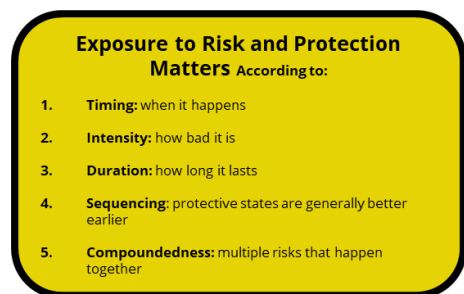 Exposure to Risk and Protection
Matters According to:
1. Timing: when it happens
2. Intensity: how bad it is
3. Duration: how long it lasts
4. Sequencing: protective states are generally better
earlier
5. Compoundedness: multiple risks that happen
together